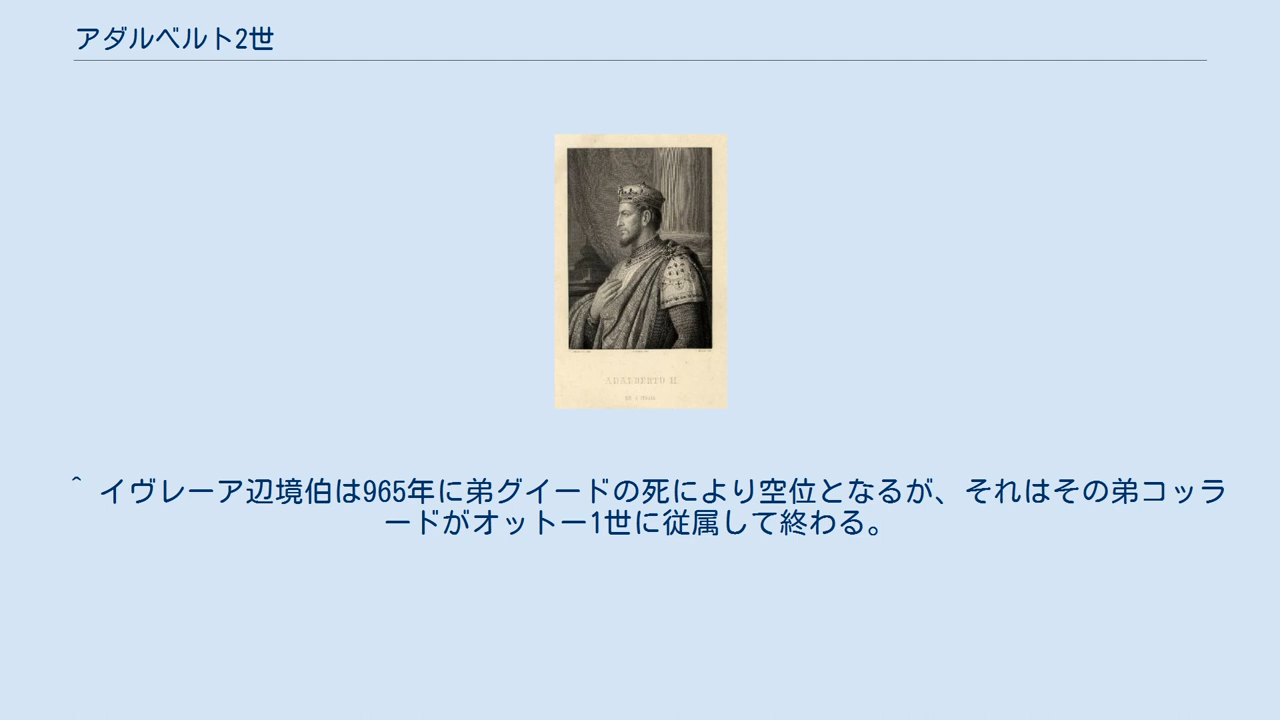 アダルベルト2世
ADALBERTO II.
^ イヴレーア辺境伯は965年に弟グイードの死により空位となるが、それはその弟コッラ
ードがオットー1世に従属して終わる。